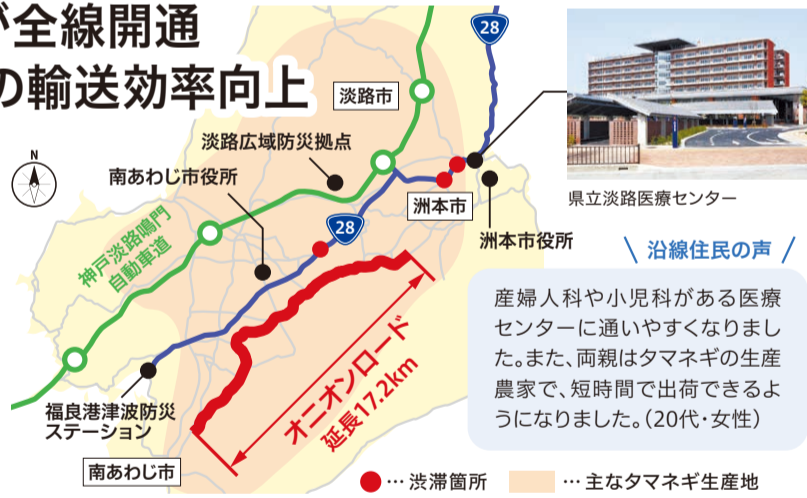 が全線開通
の輸送効率向上
28
淡路市
淡路広域防災拠点
N
南あわじ市役所
県立淡路医療センター
洲本市
28
洲本市役所
神戸淡路鳴門
自動車道
沿線住民の声
産婦人科や小児科がある医療
センターに通いやすくなりまし
た。また、両親はタマネギの生産
農家で、短時間で出荷できるよ
うになりました。(20代・女性)
オニオンロード
延長17.2km
福良港津波防災
ステーション
南あわじ市
… 渋滞箇所
… 主なタマネギ生産地